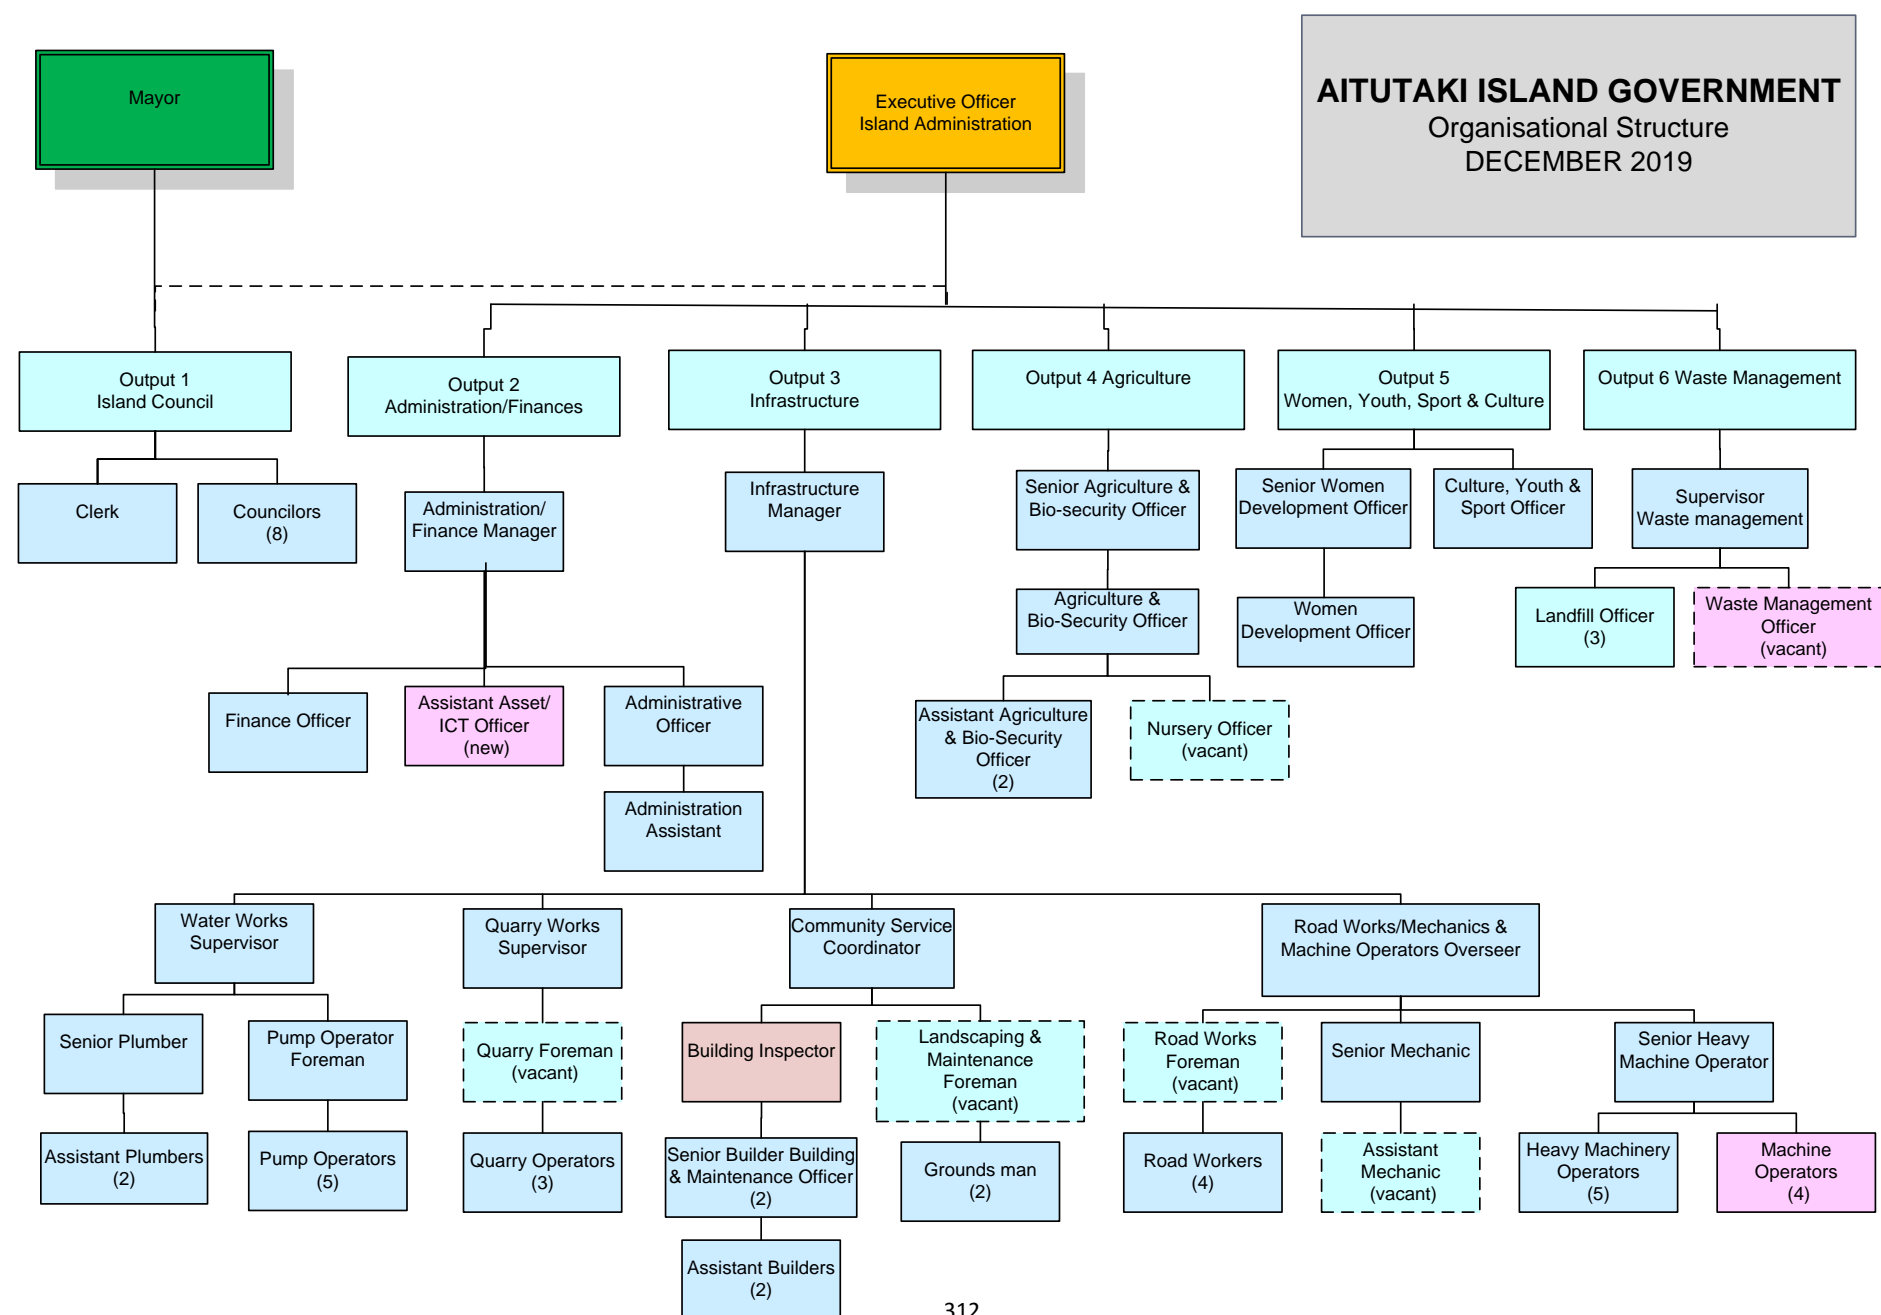 Mayor
Executive Officer
Island Administration
AITUTAKI ISLAND GOVERNMENT
Organisational Structure
DECEMBER 2019
Output 1
Island Council
Output 2
Administration/Finances
Output 3
Infrastructure
Output 4 Agriculture
Output 5
Women, Youth, Sport & Culture
Output 6 Waste Management
Clerk
Councilors
(8)
Administration/
Finance Manager
Infrastructure
Manager
Senior Agriculture &
Bio-security Officer
Senior Women
Development Officer
Culture, Youth &
Sport Officer
Supervisor
Waste management
Agriculture &
Bio-Security Officer
Women
Development Officer
Landfill Officer
(3)
Waste Management
Officer
(vacant)
Finance Officer
Assistant Asset/
ICT Officer
(new)
Administrative
Officer
Assistant Agriculture
& Bio-Security
Officer
(2)
Nursery Officer
(vacant)
Administration
Assistant
Water Works
Supervisor
Quarry Works
Supervisor
Community Service
Coordinator
Road Works/Mechanics &
Machine Operators Overseer
Senior Plumber
Pump Operator
Foreman
Quarry Foreman
(vacant)
Building Inspector
Landscaping &
Maintenance
Foreman
(vacant)
Road Works
Foreman
(vacant)
Senior Mechanic
Senior Heavy
Machine Operator
Assistant Plumbers
(2)
Pump Operators
(5)
Quarry Operators
(3)
Senior Builder Building
& Maintenance Officer
(2)
Grounds man
(2)
Road Workers
(4)
Assistant
Mechanic
(vacant)
Heavy Machinery
Operators
(5)
Machine
Operators
(4)
Assistant Builders
(2)
312